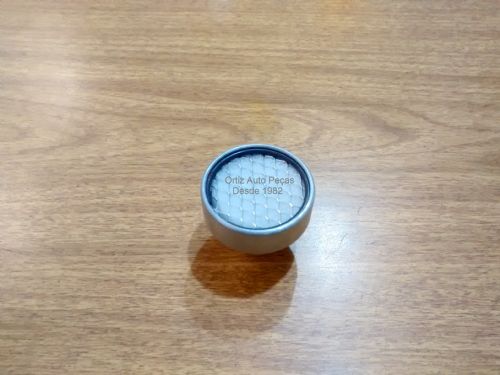 Ortiz Auto Peças
Desde 1982